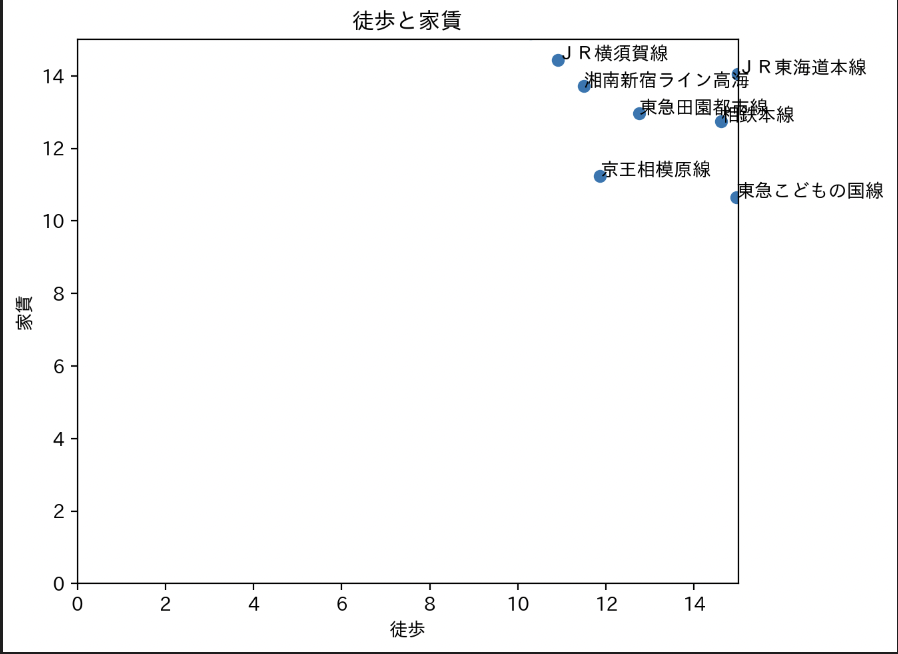 徒歩と家賃
ＪＲ横須賀線
ＪＲ東海道本線
湘南新宿ライン高海
東急田園都市線
相鉄本線
京王相模原線
東急こどもの国線
家賃
14
12
10
8
6
4
2
0
0 2 4 6 8 10 12 14
徒歩